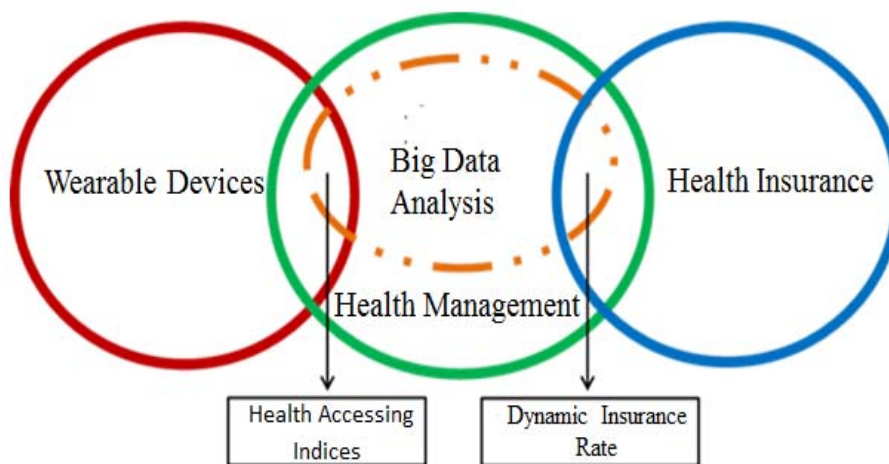 Wearable Devices
Big Data
Analysis
Health Insurance
Health Management
Health Accessing
Indices
Dynamic Insurance
Rate